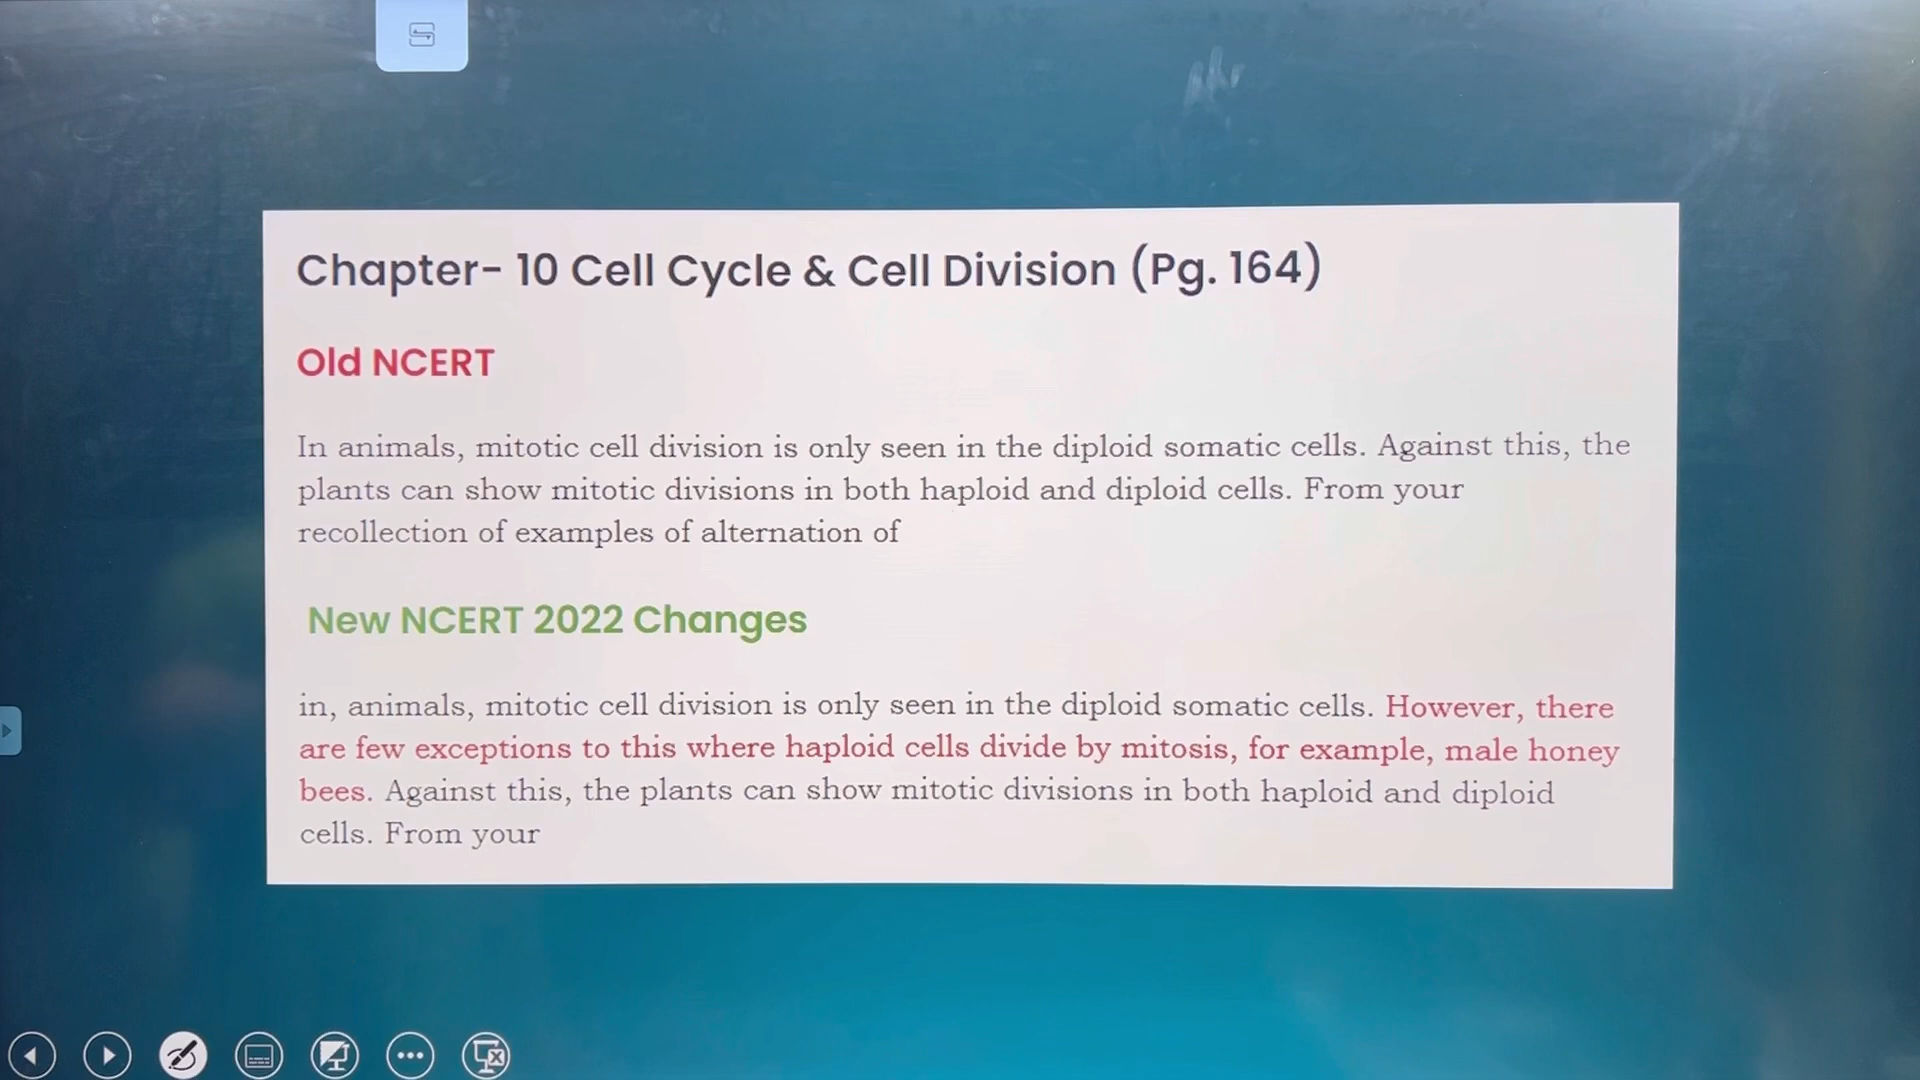 Chapter- 10 Cell Cycle & Cell Division (Pg. 164)
Old NCERT
In animals, mitotic cell division is only seen in the diploid somatic cells. Against this, the
plants can show mitotic divisions in both haploid and diploid cells. From your
recollection of examples of alternation of
New NCERT 2022 Changes
in, animals, mitotic cell division is only seen in the diploid somatic cells. However, there
are few exceptions to this where haploid cells divide by mitosis, for example, male honey
bees. Against this, the plants can show mitotic divisions in both haploid and diploid
cells. From your